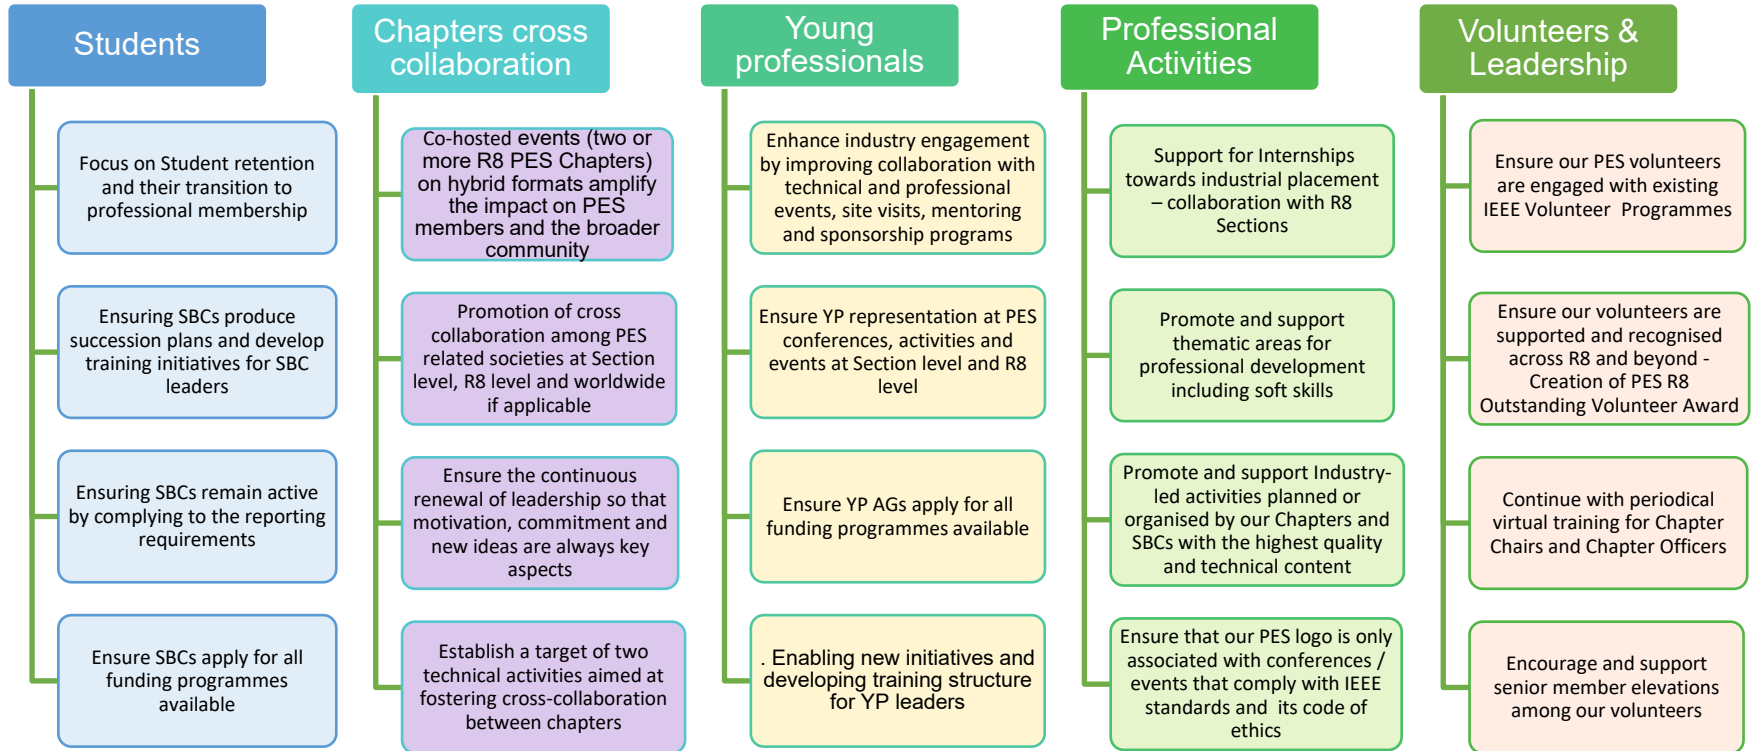 Students
Focus on Student retention
and their transition to
professional membership
Ensuring SBCs produce
succession plans and develop
training initiatives for SBC
leaders
Ensuring SBCs remain active
by complying to the reporting
requirements
Ensure SBCs apply for all
funding programmes
available
Chapters cross
collaboration
Co-hosted events (two or
more R8 PES Chapters)
on hybrid formats amplify
the impact on PES
members and the broader
community
Promotion of cross
collaboration among PES
related societies at Section
level, R8 level and worldwide
if applicable
Ensure the continuous
renewal of leadership so that
motivation, commitment and
new ideas are always key
aspects
Establish a target of two
technical activities aimed at
fostering cross-collaboration
between chapters
Young
professionals
Enhance industry engagement
by improving collaboration with
technical and professional
events, site visits, mentoring
and sponsorship programs
Ensure YP representation at PES
conferences, activities and
events at Section level and R8
level
Ensure YP AGs apply for all
funding programmes available
. Enabling new initiatives and
developing training structure
for YP leaders
Professional
Activities
Support for Internships
towards industrial placement
– collaboration with R8
Sections
Promote and support
thematic areas for
professional development
including soft skills
Promote and support Industry-
led activities planned or
organised by our Chapters and
SBCs with the highest quality
and technical content
Ensure that our PES logo is only
associated with conferences /
events that comply with IEEE
standards and its code of
ethics
Volunteers &
Leadership
Ensure our PES volunteers
are engaged with existing
IEEE Volunteer Programmes
Ensure our volunteers are
supported and recognised
across R8 and beyond -
Creation of PES R8
Outstanding Volunteer Award
Continue with periodical
virtual training for Chapter
Chairs and Chapter Officers
Encourage and support
senior member elevations
among our volunteers